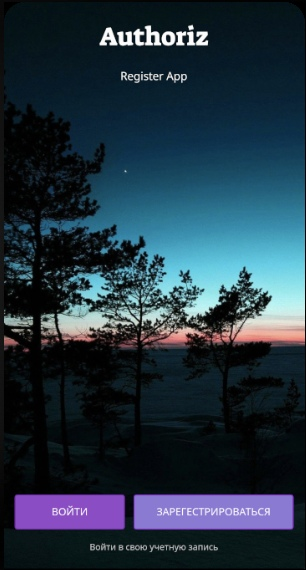 Authoriz
Register App
ВОЙТИ
ЗАРЕГЕСТРИРОВАТЬСЯ
Войти в свою учетную запись